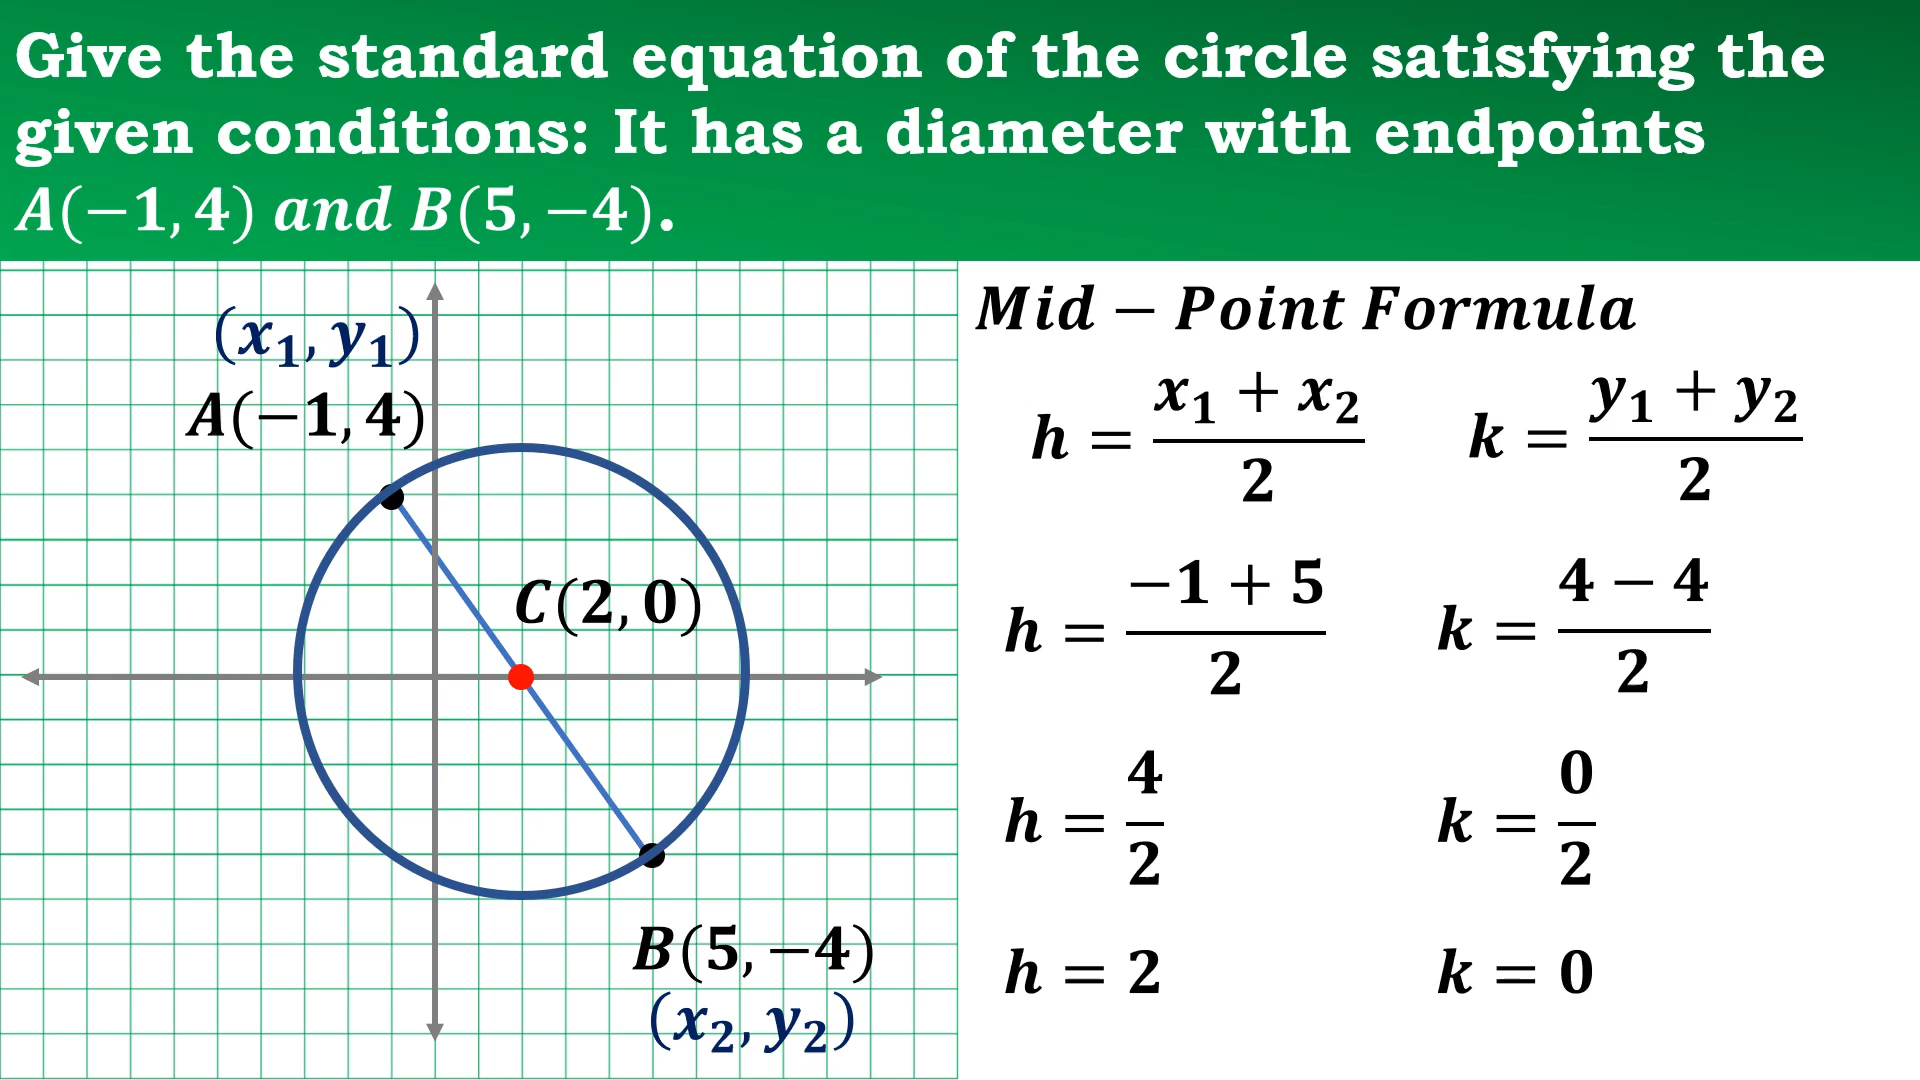 Give the standard equation of the circle satisfying the
given conditions: It has a diameter with endpoints
A(−1, 4) and B(5, −4).
(x₁, y₁)
A(−1, 4)
C(2, 0)
B(5, −4)
(x₂, y₂)
Mid − Point Formula
h = (x₁ + x₂)/2 k = (y₁ + y₂)/2
h = (−1 + 5)/2 k = (4 − 4)/2
h = 4/2 k = 0/2
h = 2 k = 0